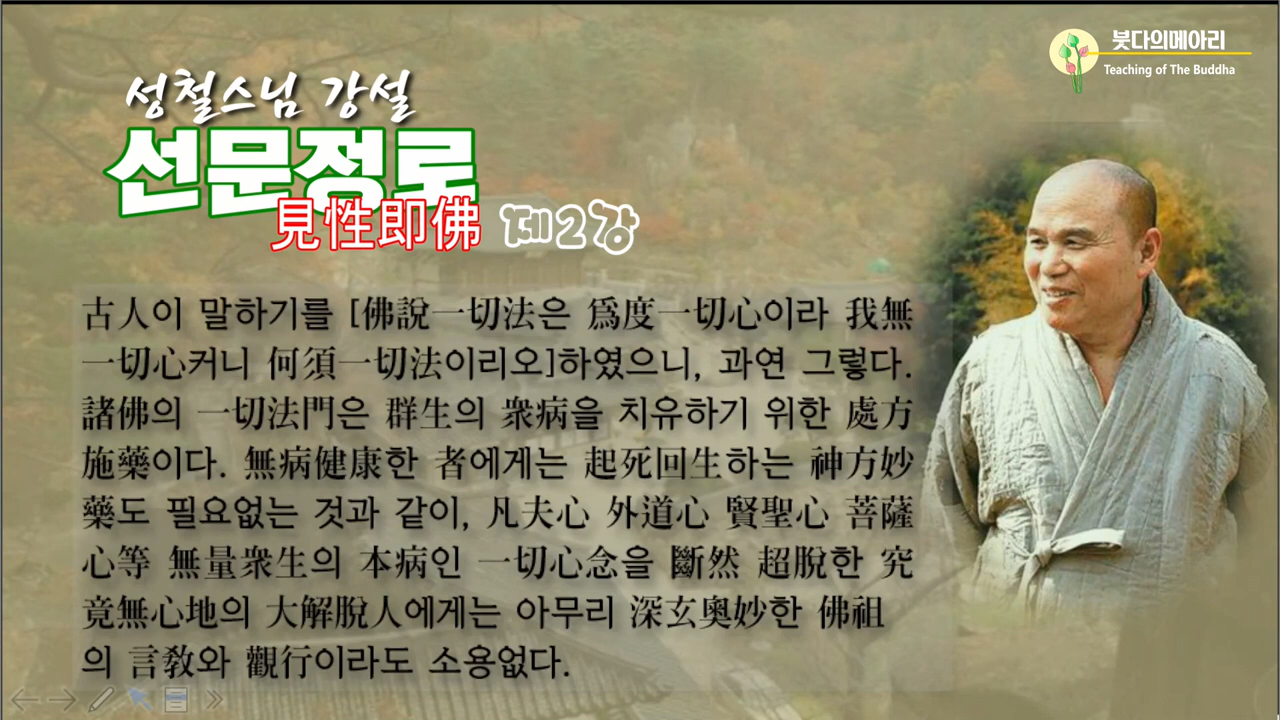 붓다의메아리
Teaching of The Buddha
성철스님 강설
선문정로
見性即佛 제2강
古人이 말하기를 [佛說一切法은 爲度一切心이라 我無
一切心커니 何須一切法이리오]하였으니, 과연 그렇다.
諸佛의 一切法門은 群生의 衆病을 치유하기 위한 處方
施藥이다. 無病健康한 者에게는 起死回生하는 神方妙
藥도 필요없는 것과 같이, 凡夫心 外道心 賢聖心 菩薩
心等 無量衆生의 本病인 一切心念을 斷然 超脫한 究
竟無心地의 大解脫人에게는 아무리 深玄奧妙한 佛祖
의 言敎와 觀行이라도 소용없다.